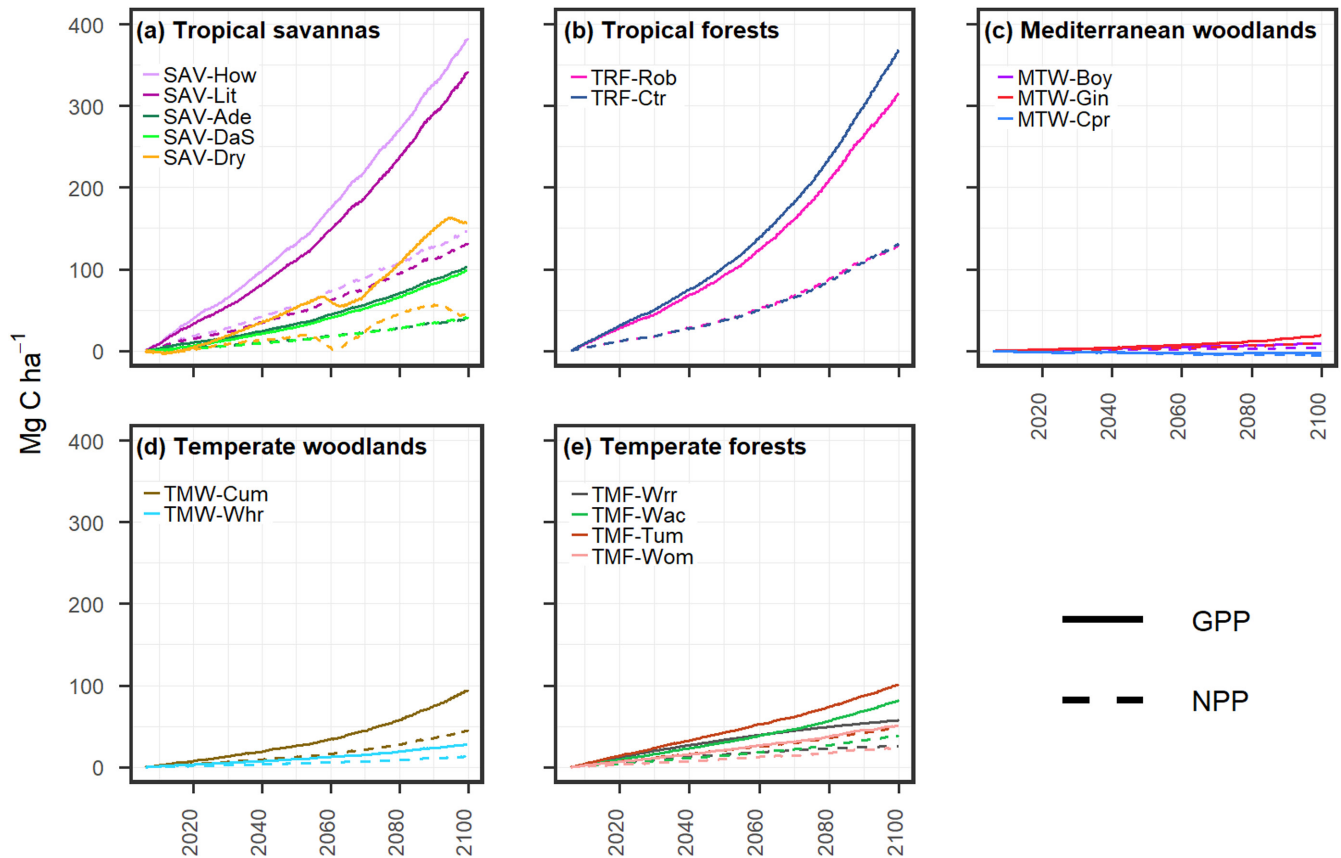 Mg C ha−1
(a) Tropical savannas
SAV-How
SAV-Lit
SAV-Ade
SAV-DaS
SAV-Dry
400
300
200
100
0
(b) Tropical forests
TRF-Rob
TRF-Ctr
(c) Mediterranean woodlands
MTW-Boy
MTW-Gin
MTW-Cpr
2020
2040
2060
2080
2100
(d) Temperate woodlands
TMW-Cum
TMW-Whr
400
300
200
100
0
2020
2040
2060
2080
2100
(e) Temperate forests
TMF-Wrr
TMF-Wac
TMF-Tum
TMF-Wom
2020
2040
2060
2080
2100
GPP
NPP